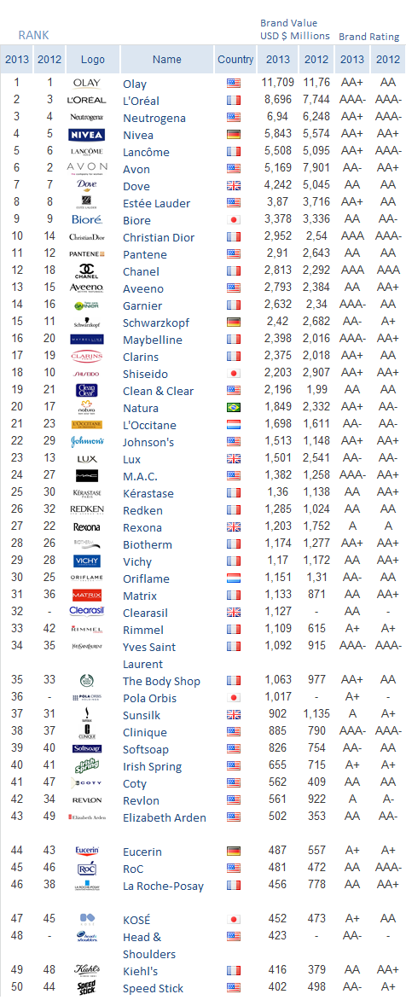 RANK Brand Value
USD $ Millions Brand Rating
2013 2012 Logo Name Country 2013 2012 2013 2012
1 1 OLAY Olay 11,709 11,76 AA+ AA
2 3 L'ORÉAL L'Oréal 8,696 7,744 AAA- AAA-
3 4 Neutrogena Neutrogena 6,94 6,248 AA+ AAA-
4 5 NIVEA Nivea 5,843 5,574 AA+ AA+
5 6 LANCÔME Lancôme 5,508 5,095 AA+ AAA-
6 2 AVON Avon 5,169 7,901 AA- AA+
7 7 Dove Dove 4,242 5,045 AA AA
8 8 ESTĒE LAUDER Estée Lauder 3,87 3,716 AA+ AA
9 9 Bioré Biore 3,378 3,336 AA AA-
10 14 Christian Dior Christian Dior 2,952 2,54 AAA AAA-
11 12 PANTENE Pantene 2,91 2,643 AA AA
12 18 CHANEL Chanel 2,813 2,292 AAA AAA
13 15 Aveeno Aveeno 2,793 2,384 AA AA+
14 16 GARNIER Garnier 2,632 2,34 AAA- AA
15 11 Schwarzkopf Schwarzkopf 2,42 2,682 AA- A+
16 20 MAYBELLINE Maybelline 2,398 2,016 AAA- AA+
17 19 CLARINS Clarins 2,375 2,018 AA+ AA
18 10 SHISEIDO Shiseido 2,203 2,907 AA+ AA+
19 21 Clean & Clear Clean & Clear 2,196 1,99 AA AA
20 17 natura Natura 1,849 2,332 AA+ AA-
21 23 L'OCCITANE L'Occitane 1,698 1,611 AA- AA-
22 29 Johnson's Johnson's 1,513 1,148 AA+ AA+
23 13 LUX Lux 1,501 2,541 AA- AA-
24 27 MAC M.A.C. 1,382 1,258 AAA- AA+
25 30 KÉRASTASE Kérastase 1,36 1,138 AA AA+
26 32 REDKEN Redken 1,285 1,024 AA AA
27 22 Rexona Rexona 1,203 1,752 A A
28 26 BIOTHERM Biotherm 1,174 1,277 AA+ AA+
29 28 VICHY Vichy 1,17 1,172 AA AA+
30 25 ORIFLAME Oriflame 1,151 1,31 AA- AA
31 36 MATRIX Matrix 1,133 871 AA AA+
32 - Clearasil Clearasil 1,127 - AA -
33 42 RIMMEL Rimmel 1,109 615 A+ A+
34 35 YVES SAINT LAURENT Yves Saint 1,092 915 AAA- AAA-
Laurent
35 33 The Body Shop 1,063 977 AA+ AA
36 - POLA ORBIS Pola Orbis 1,017 - A+ -
37 31 Sunsilk 902 1,135 A A+
38 37 CLINIQUE Clinique 885 790 AAA- AAA-
39 40 Softsoap Softsoap 826 754 AA- AA
40 41 Irish Spring Irish Spring 655 715 A+ A+
41 47 COTY Coty 562 409 AA AA
42 34 REVLON Revlon 561 922 A A-
43 49 Elizabeth Arden Elizabeth Arden 502 353 AA AA-
44 43 Eucerin Eucerin 487 557 A+ A+
45 46 RoC RoC 481 472 AA AAA-
46 38 LA ROCHE-POSAY La Roche-Posay 456 778 AA AA+
47 45 KOSÉ KOSÉ 452 473 A+ AA
48 - head & shoulders Head & 423 - AA- -
Shoulders
49 48 Kiehl's Kiehl's 416 379 AA AA+
50 44 SPEED STICK Speed Stick 402 498 AA- A+